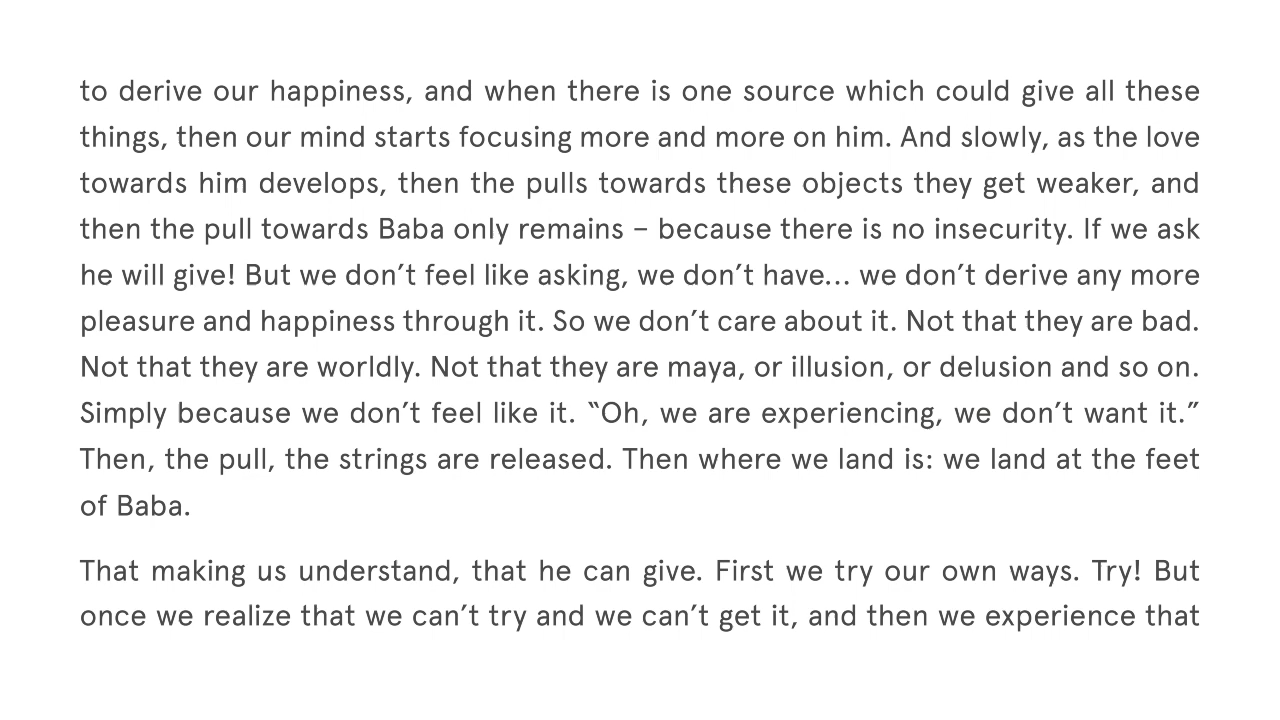 to derive our happiness, and when there is one source which could give all these
things, then our mind starts focusing more and more on him. And slowly, as the love
towards him develops, then the pulls towards these objects they get weaker, and
then the pull towards Baba only remains – because there is no insecurity. If we ask
he will give! But we don’t feel like asking, we don’t have… we don’t derive any more
pleasure and happiness through it. So we don’t care about it. Not that they are bad.
Not that they are worldly. Not that they are maya, or illusion, or delusion and so on.
Simply because we don’t feel like it. “Oh, we are experiencing, we don’t want it.”
Then, the pull, the strings are released. Then where we land is: we land at the feet
of Baba.
That making us understand, that he can give. First we try our own ways. Try! But
once we realize that we can’t try and we can’t get it, and then we experience that